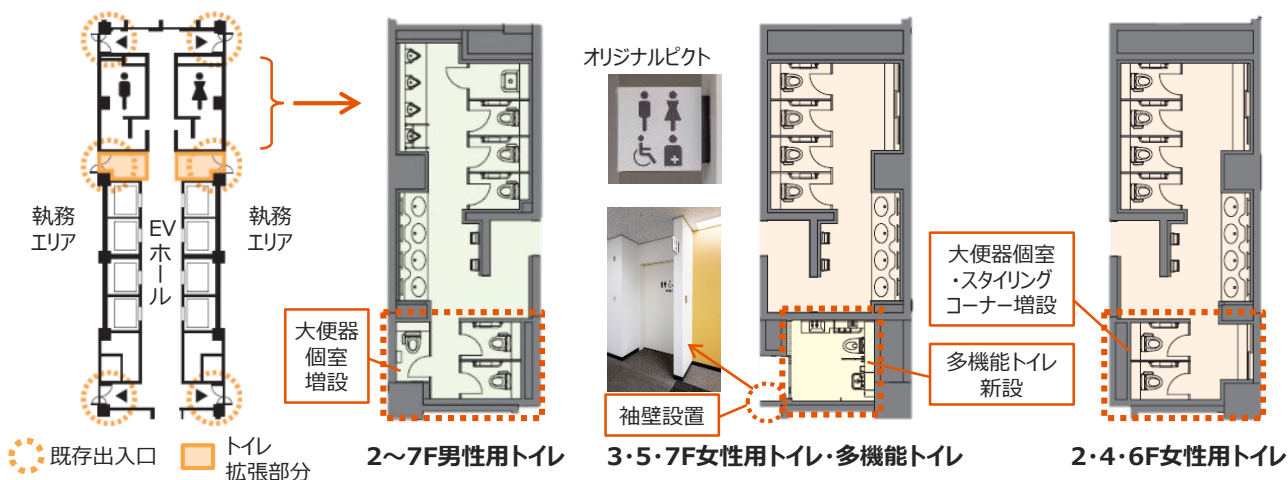 オリジナルピクト
執務
エリア
EV
ホ
ー
ル
執務
エリア
大便器
個室
増設
大便器個室
・スタイリング
コーナー増設
多機能トイレ
新設
袖壁設置
既存出入口
トイレ
拡張部分
2~7F男性用トイレ
3・5・7F女性用トイレ・多機能トイレ
2・4・6F女性用トイレ